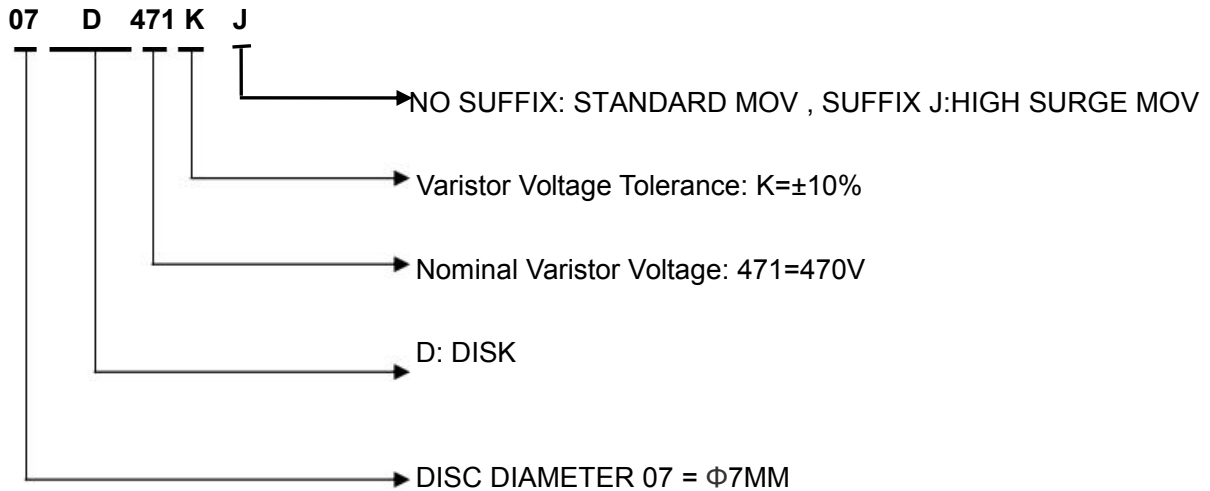 07 D 471 K J
NO SUFFIX: STANDARD MOV , SUFFIX J:HIGH SURGE MOV
Varistor Voltage Tolerance: K=±10%
Nominal Varistor Voltage: 471=470V
D: DISK
DISC DIAMETER 07 = Φ7MM